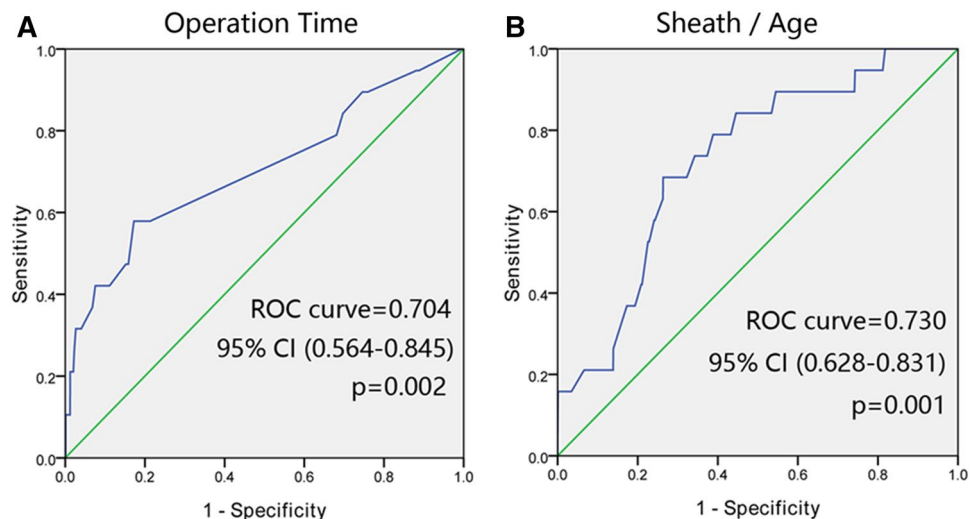 A
Operation Time
1.0
0.8
0.6
0.4
0.2
0.0
Sensitivity
ROC curve=0.704
95% CI (0.564-0.845)
p=0.002
0.0 0.2 0.4 0.6 0.8 1.0
1 - Specificity
B
Sheath / Age
1.0
0.8
0.6
0.4
0.2
0.0
Sensitivity
ROC curve=0.730
95% CI (0.628-0.831)
p=0.001
0.0 0.2 0.4 0.6 0.8 1.0
1 - Specificity